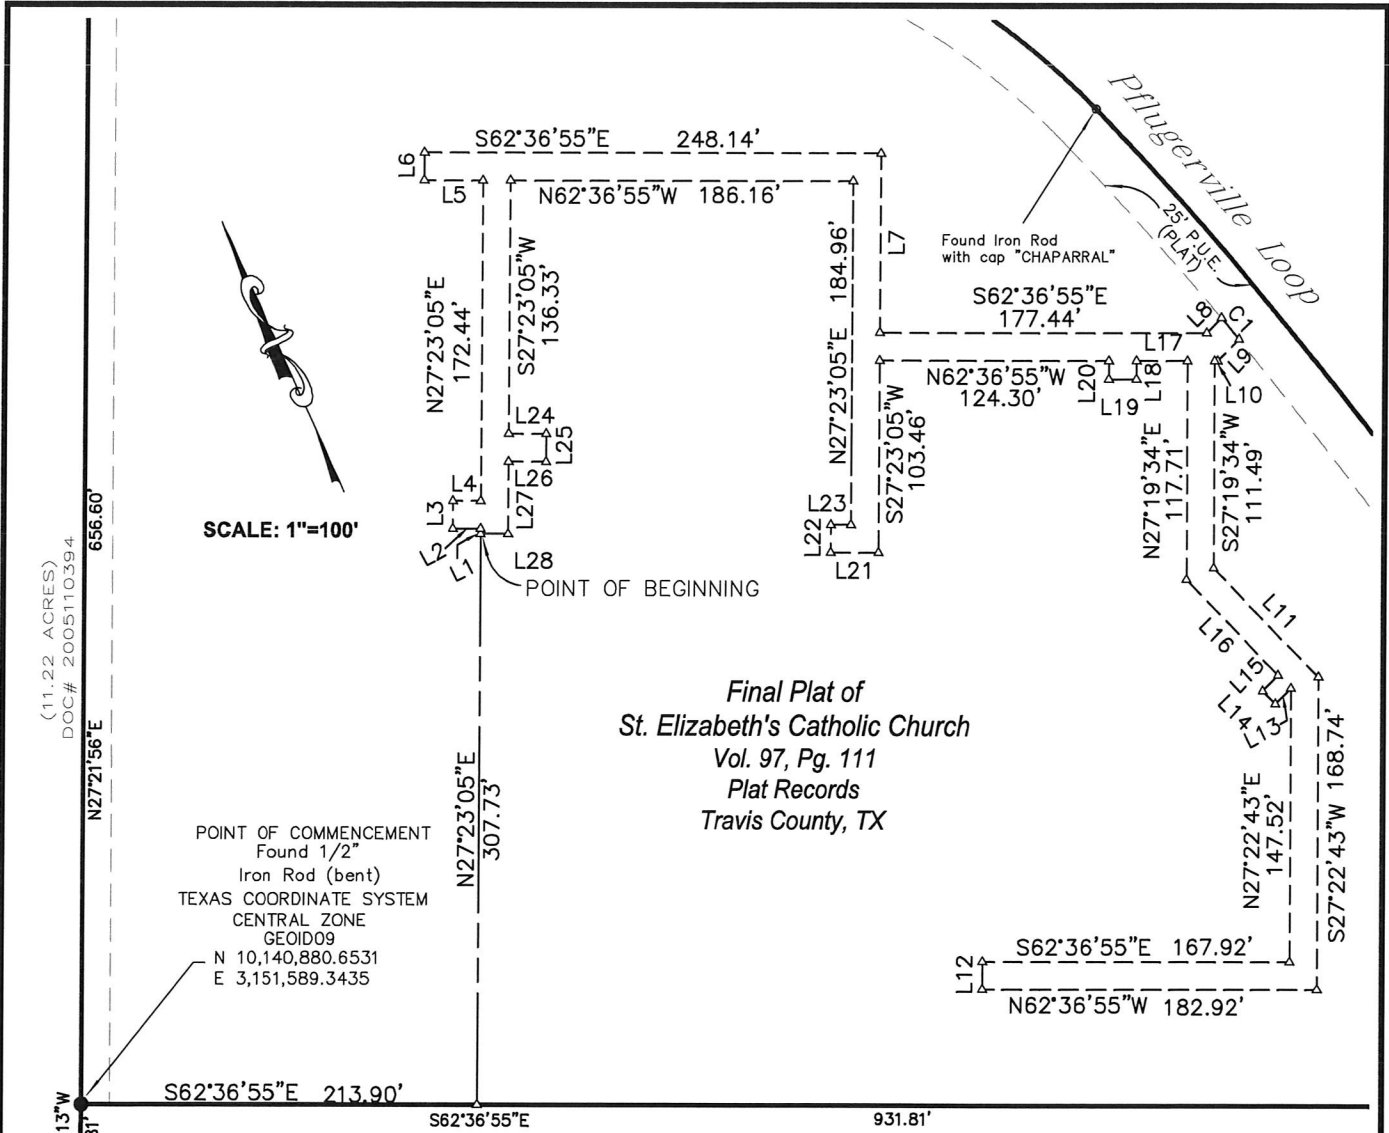 Pflugerville Loop
25' P.U.E.
(PLAT)
Found Iron Rod
with cap "CHAPARRAL"
S62°36'55"E 248.14'
L6
L5
N62°36'55"W 186.16'
L7
184.96'
N27°23'05"E
N27°23'05"E
172.44'
S27°23'05"W
136.33'
S62°36'55"E
177.44'
L8
C1
L9
L10
L17
L18
L19
L20
N62°36'55"W
124.30'
S27°23'05"W
103.46'
N27°19'34"E
117.71'
S27°19'34"W
111.49'
L24
L25
L26
L27
L4
L3
L2
L1
L28
L23
L22
L21
SCALE: 1"=100'
POINT OF BEGINNING
656.60'
N27°21'56"E
(11.22 ACRES)
DOC# 2005110394
L11
L16
L15
L14
L13
Final Plat of
St. Elizabeth's Catholic Church
Vol. 97, Pg. 111
Plat Records
Travis County, TX
N27°23'05"E
307.73'
N27°22'43"E
147.52'
S27°22'43"W 168.74'
POINT OF COMMENCEMENT
Found 1/2"
Iron Rod (bent)
TEXAS COORDINATE SYSTEM
CENTRAL ZONE
GEOID09
N 10,140,880.6531
E 3,151,589.3435
S62°36'55"E 167.92'
L12
N62°36'55"W 182.92'
S62°36'55"E 213.90'
S62°36'55"E 931.81'
13"W